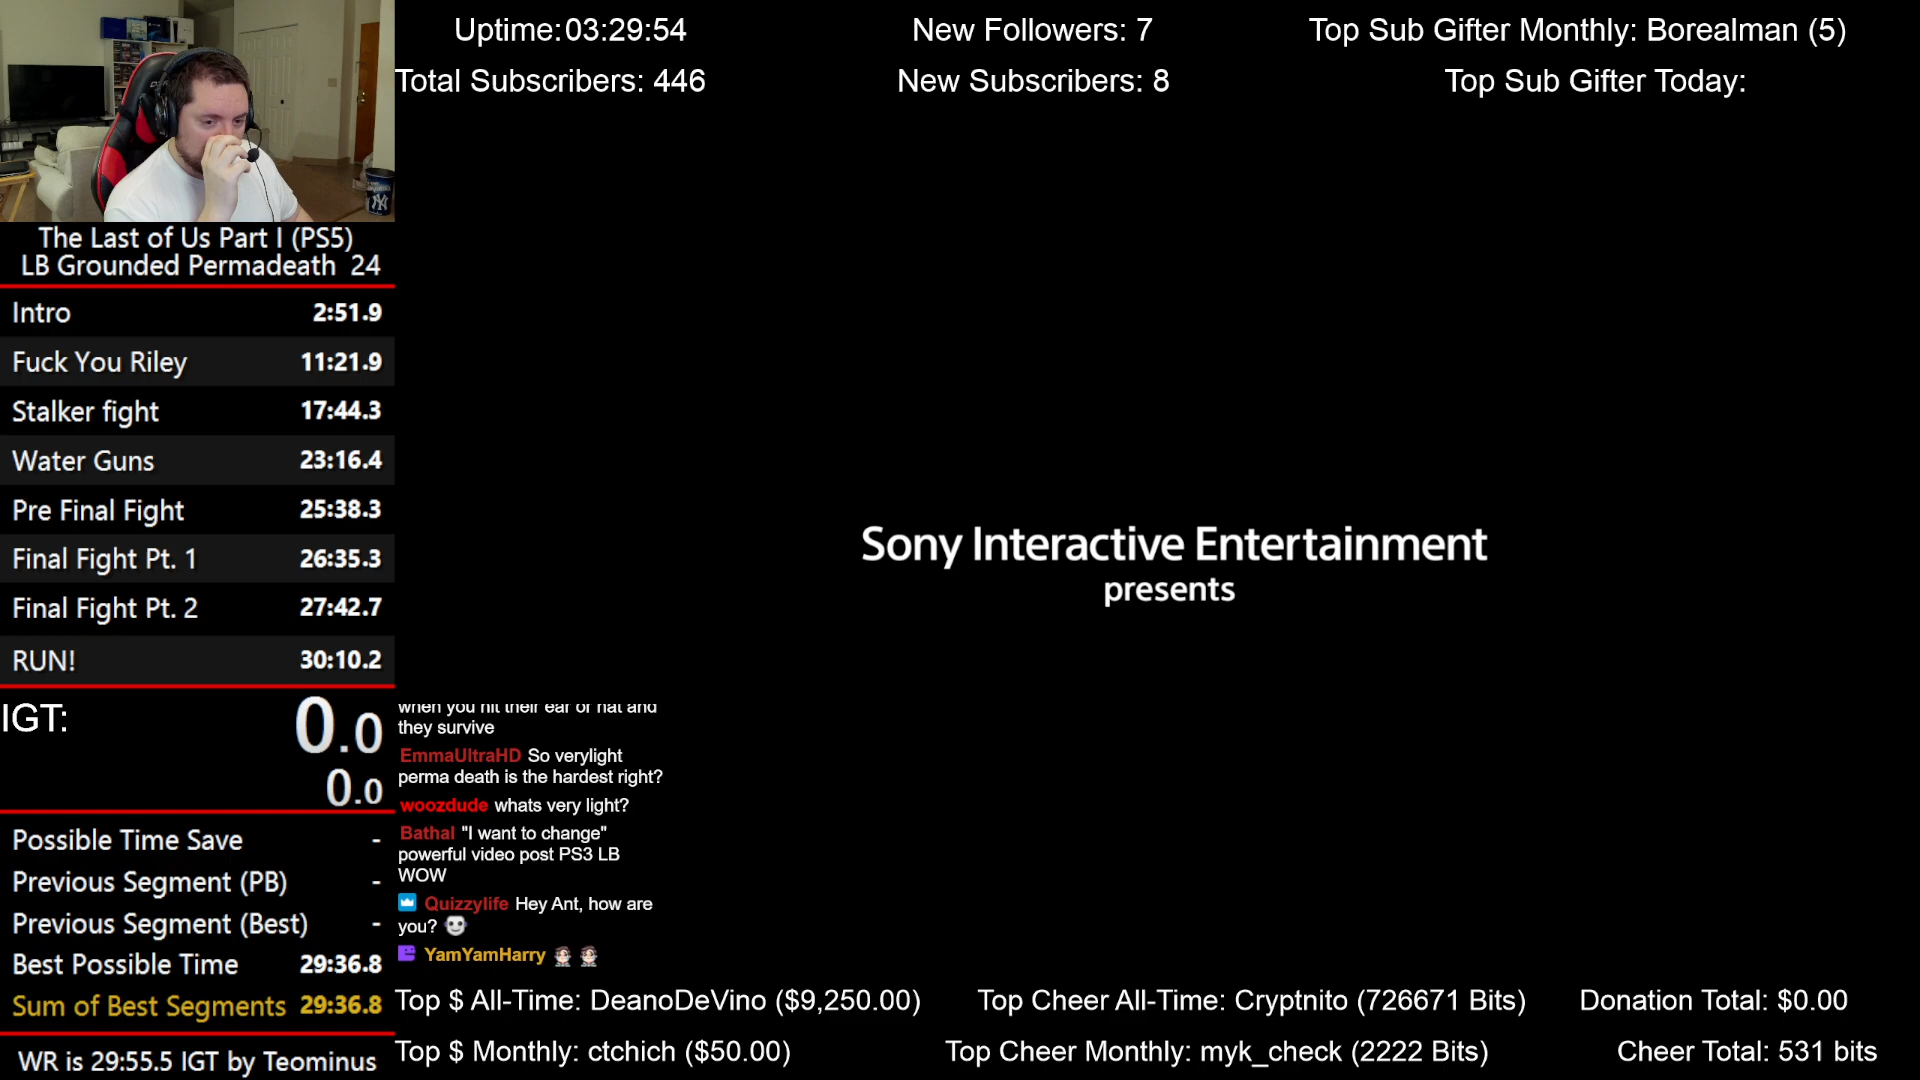 Uptime:03:29:54
New Followers: 7
Top Sub Gifter Monthly: Borealman (5)
Total Subscribers: 446
New Subscribers: 8
Top Sub Gifter Today:
The Last of Us Part I (PS5)
LB Grounded Permadeath 24
Intro 2:51.9
Fuck You Riley 11:21.9
Stalker fight 17:44.3
Water Guns 23:16.4
Pre Final Fight 25:38.3
Final Fight Pt. 1 26:35.3
Final Fight Pt. 2 27:42.7
RUN! 30:10.2
IGT: 0.0
0.0
Possible Time Save -
Previous Segment (PB) -
Previous Segment (Best) -
Best Possible Time 29:36.8
Sum of Best Segments 29:36.8
WR is 29:55.5 IGT by Teominus
Sony Interactive Entertainment
presents
when you hit their ear or hat and
they survive
EmmaUltraHD So verylight
perma death is the hardest right?
woozdude whats very light?
Bathal "I want to change"
powerful video post PS3 LB
WOW
Quizzylife Hey Ant, how are
you?
YamYamHarry
Top $ All-Time: DeanoDeVino ($9,250.00)
Top Cheer All-Time: Cryptnito (726671 Bits)
Donation Total: $0.00
Top $ Monthly: ctchich ($50.00)
Top Cheer Monthly: myk_check (2222 Bits)
Cheer Total: 531 bits